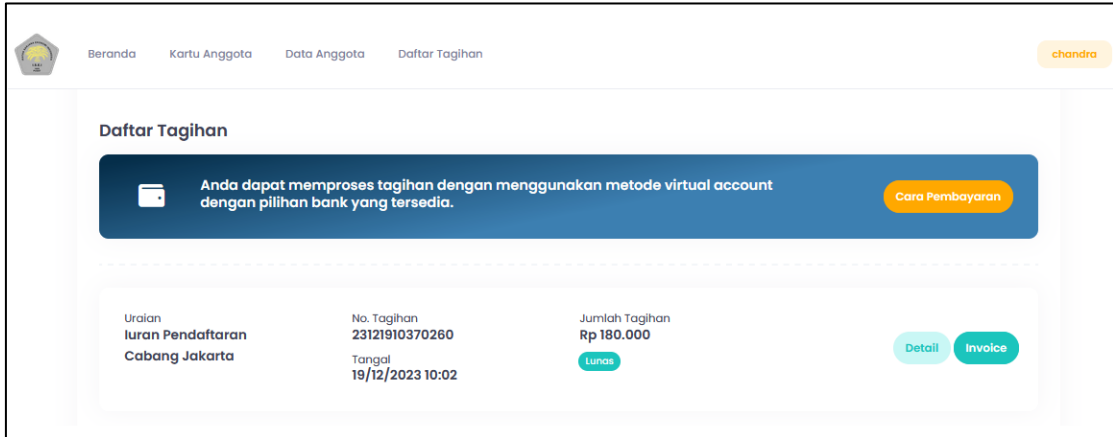 Beranda Kartu Anggota Data Anggota Daftar Tagihan chandra
Daftar Tagihan
Anda dapat memproses tagihan dengan menggunakan metode virtual account
dengan pilihan bank yang tersedia.
Cara Pembayaran
Uraian
Iuran Pendaftaran
Cabang Jakarta
No. Tagihan
23121910370260
Tangal
19/12/2023 10:02
Jumlah Tagihan
Rp 180.000
Lunas
Detail Invoice